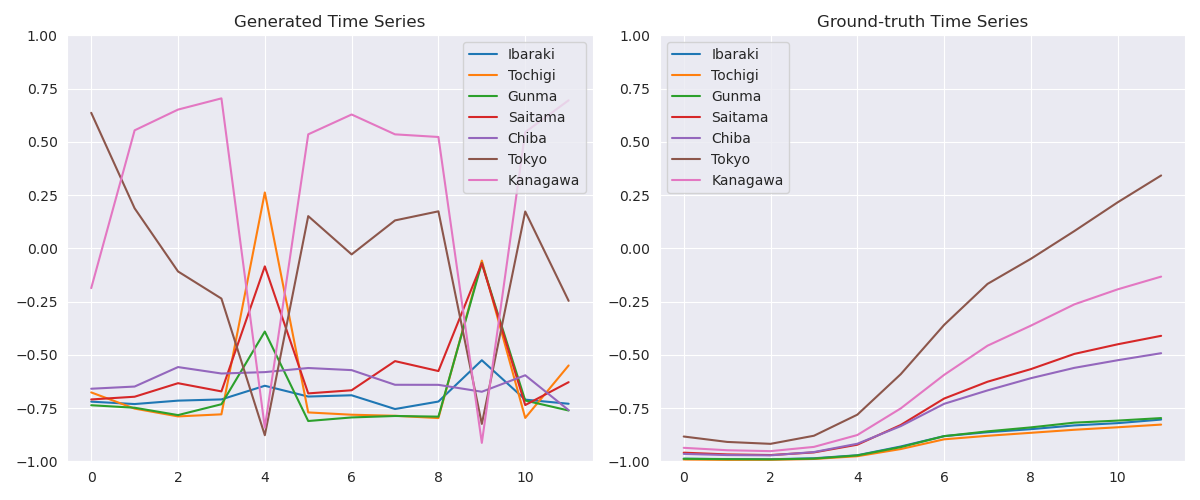 Generated Time Series
1.00
0.75
0.50
0.25
0.00
−0.25
−0.50
−0.75
−1.00
0 2 4 6 8 10
Ibaraki
Tochigi
Gunma
Saitama
Chiba
Tokyo
Kanagawa
Ground-truth Time Series
1.00
0.75
0.50
0.25
0.00
−0.25
−0.50
−0.75
−1.00
0 2 4 6 8 10
Ibaraki
Tochigi
Gunma
Saitama
Chiba
Tokyo
Kanagawa